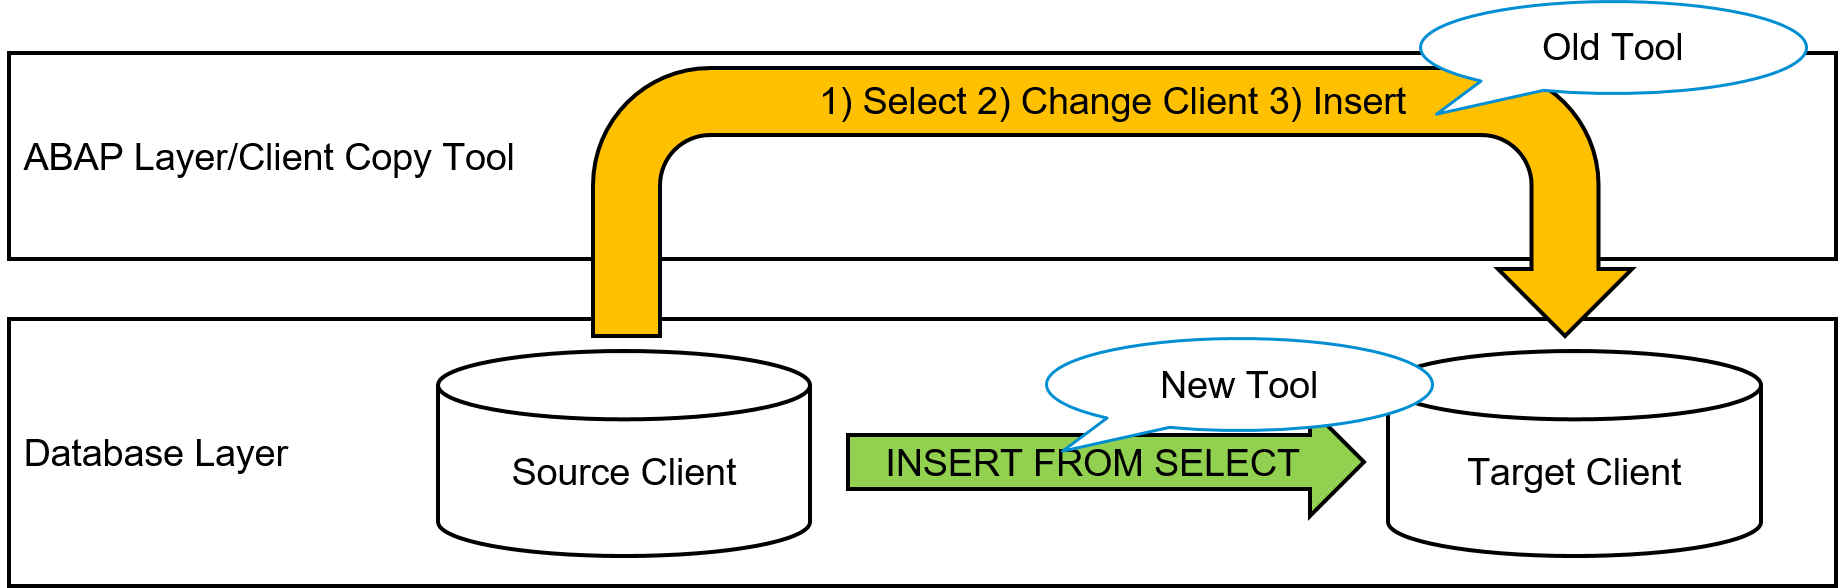 Old Tool
1) Select 2) Change Client 3) Insert
ABAP Layer/Client Copy Tool
New Tool
Database Layer
Source Client
INSERT FROM SELECT
Target Client